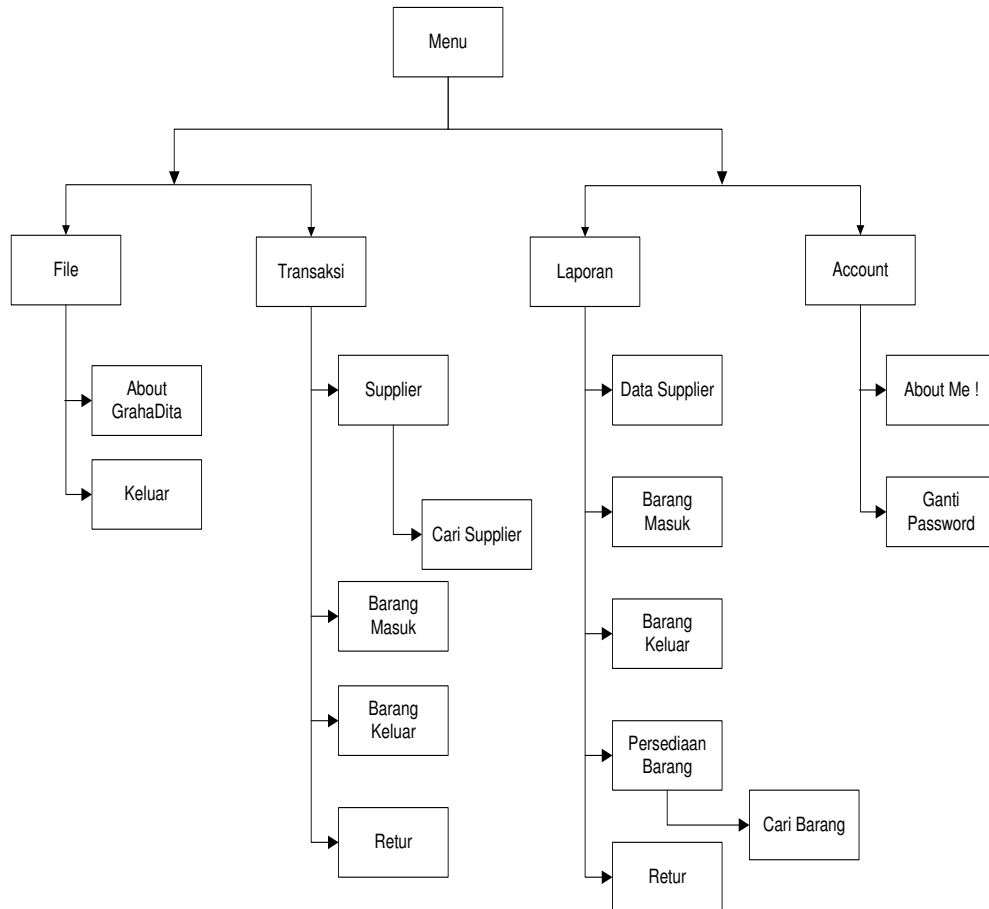 Menu
File
Transaksi
Laporan
Account
About
GrahaDita
Keluar
Supplier
Cari Supplier
Barang
Masuk
Barang
Keluar
Retur
Data Supplier
Barang
Masuk
Barang
Keluar
Persediaan
Barang
Cari Barang
Retur
About Me !
Ganti
Password